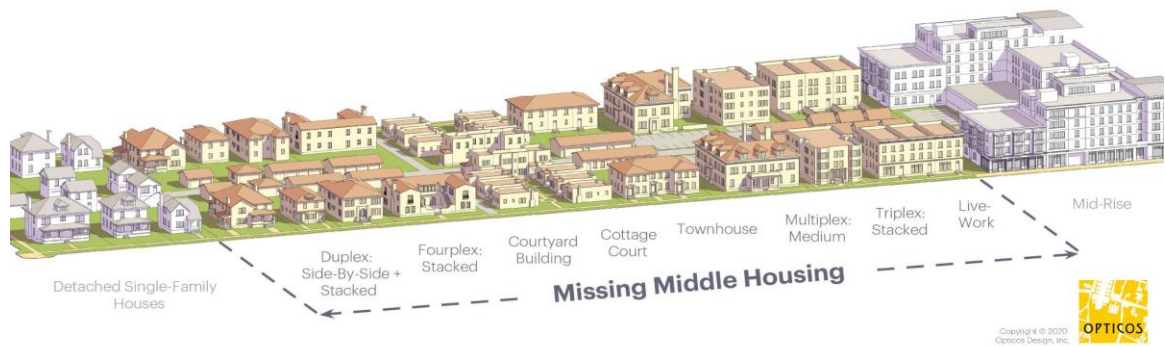 Detached Single-Family
Houses
Duplex:
Side-By-Side +
Stacked
Fourplex:
Stacked
Courtyard
Building
Cottage
Court
Townhouse
Multiplex:
Medium
Triplex:
Stacked
Live-
Work
Mid-Rise
Missing Middle Housing
Copyright © 2020
Opticos Design, Inc.
OPTICOS